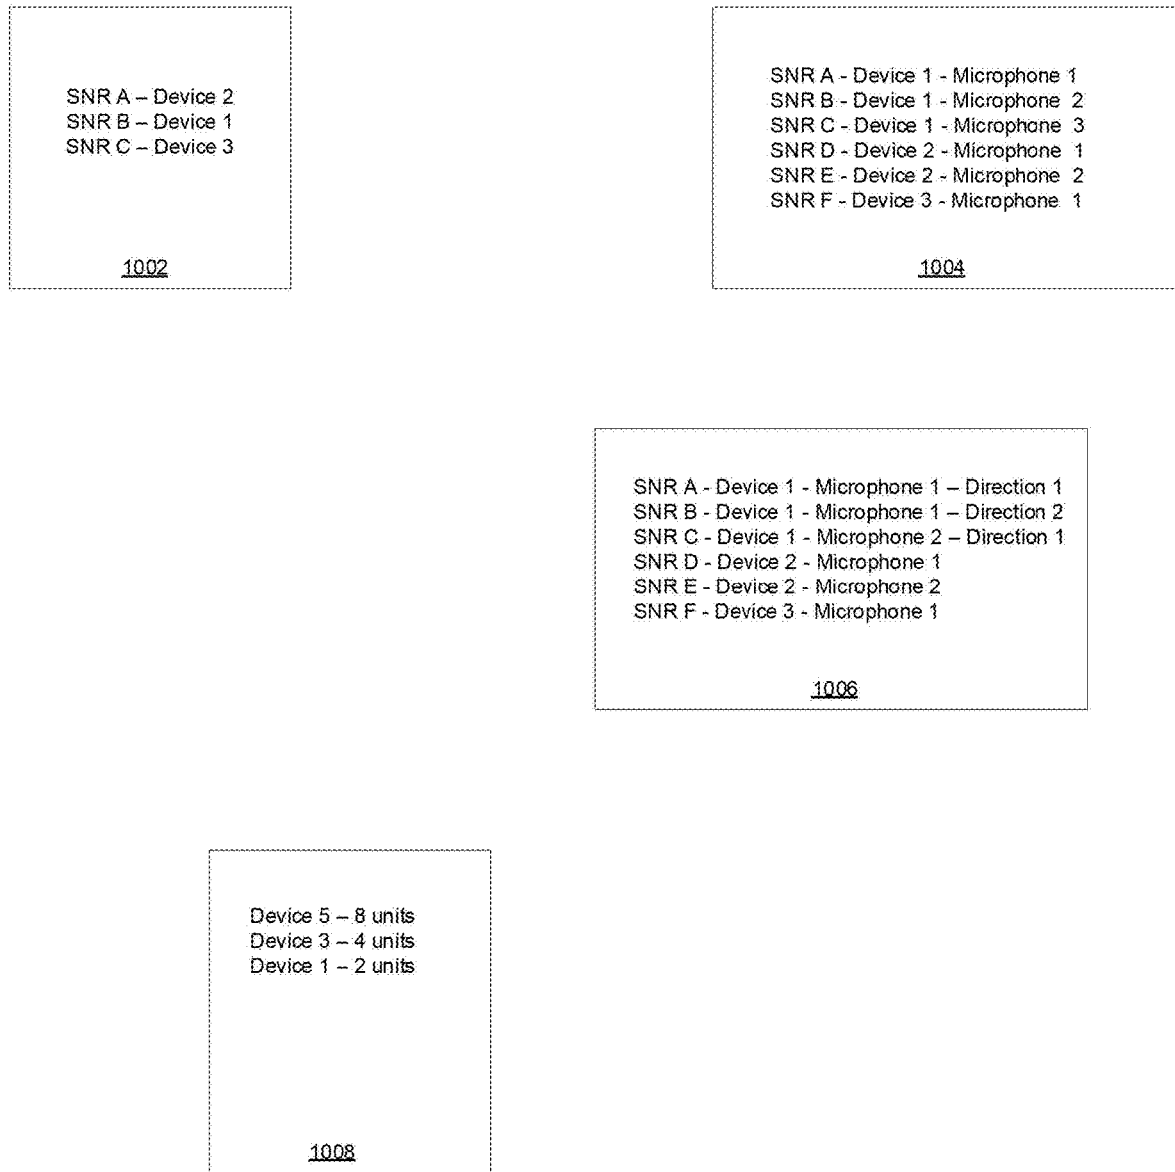 SNR A – Device 2
SNR B – Device 1
SNR C – Device 3
1002
SNR A - Device 1 - Microphone 1
SNR B - Device 1 - Microphone 2
SNR C - Device 1 - Microphone 3
SNR D - Device 2 - Microphone 1
SNR E - Device 2 - Microphone 2
SNR F - Device 3 - Microphone 1
1004
SNR A - Device 1 - Microphone 1 – Direction 1
SNR B - Device 1 - Microphone 1 – Direction 2
SNR C - Device 1 - Microphone 2 – Direction 1
SNR D - Device 2 - Microphone 1
SNR E - Device 2 - Microphone 2
SNR F - Device 3 - Microphone 1
1006
Device 5 – 8 units
Device 3 – 4 units
Device 1 – 2 units
1008